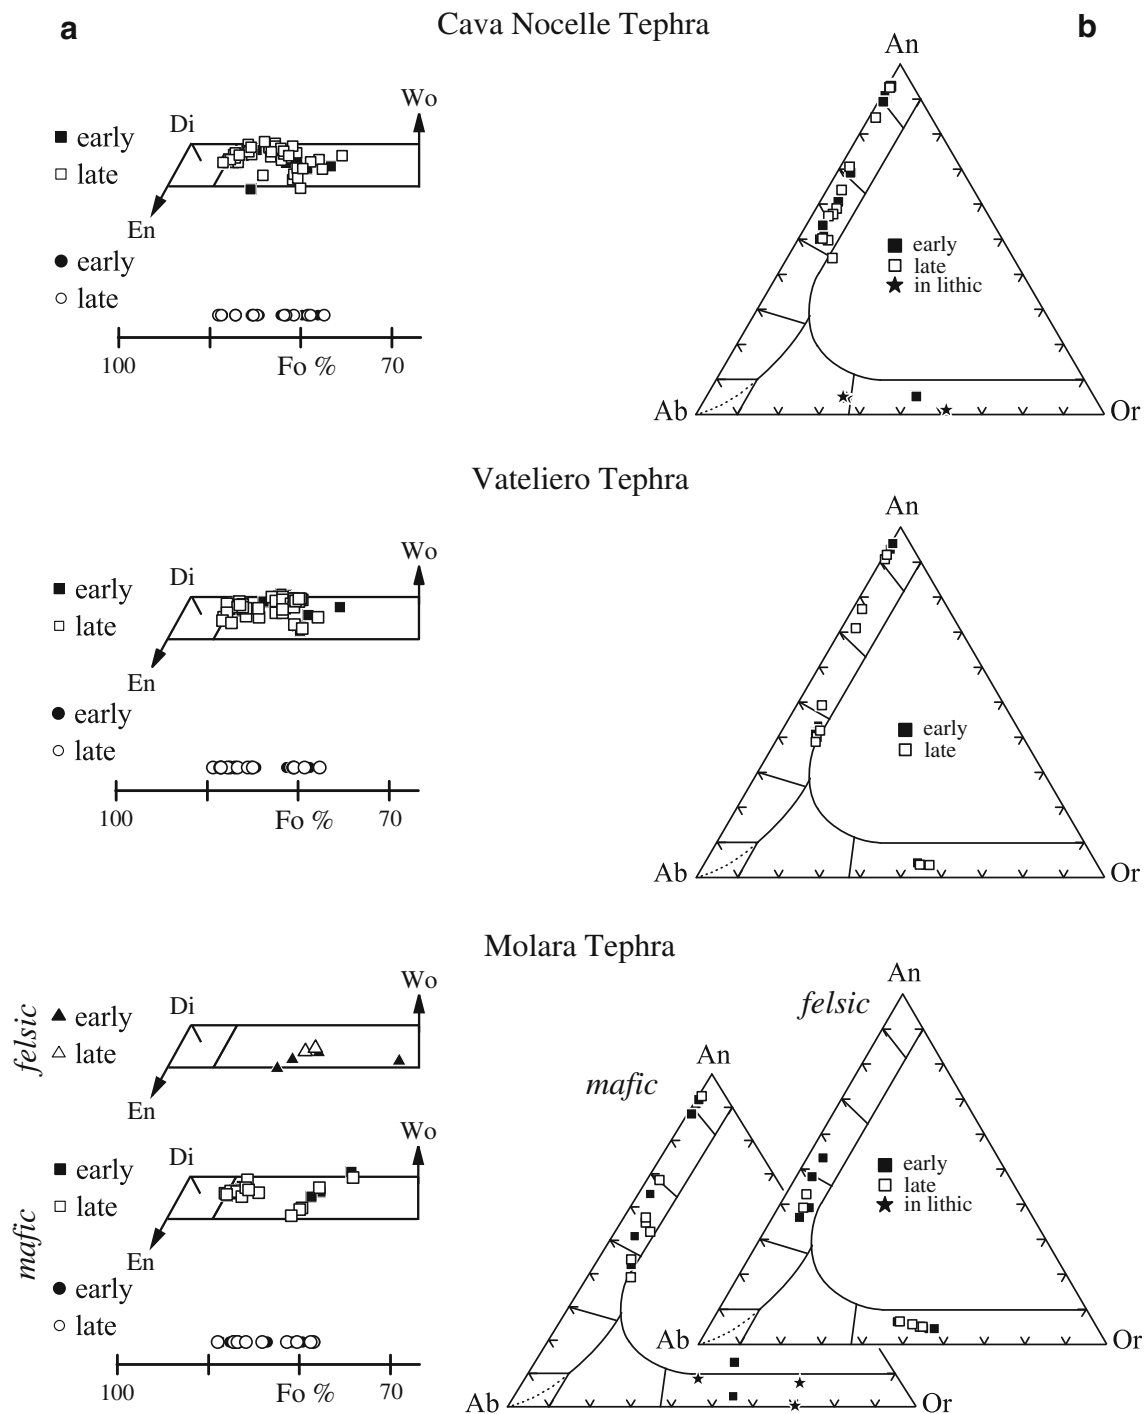 a
Cava Nocelle Tephra
b
Wo
Di
early
late
En
early
late
100
Fo %
70
An
early
late
in lithic
Ab
Or
Vateliero Tephra
Wo
Di
early
late
En
early
late
100
Fo %
70
An
early
late
Ab
Or
Molara Tephra
felsic
Wo
Di
early
late
En
mafic
Wo
Di
early
late
En
early
late
100
Fo %
70
mafic
An
Ab
Or
felsic
An
early
late
in lithic
Ab
Or